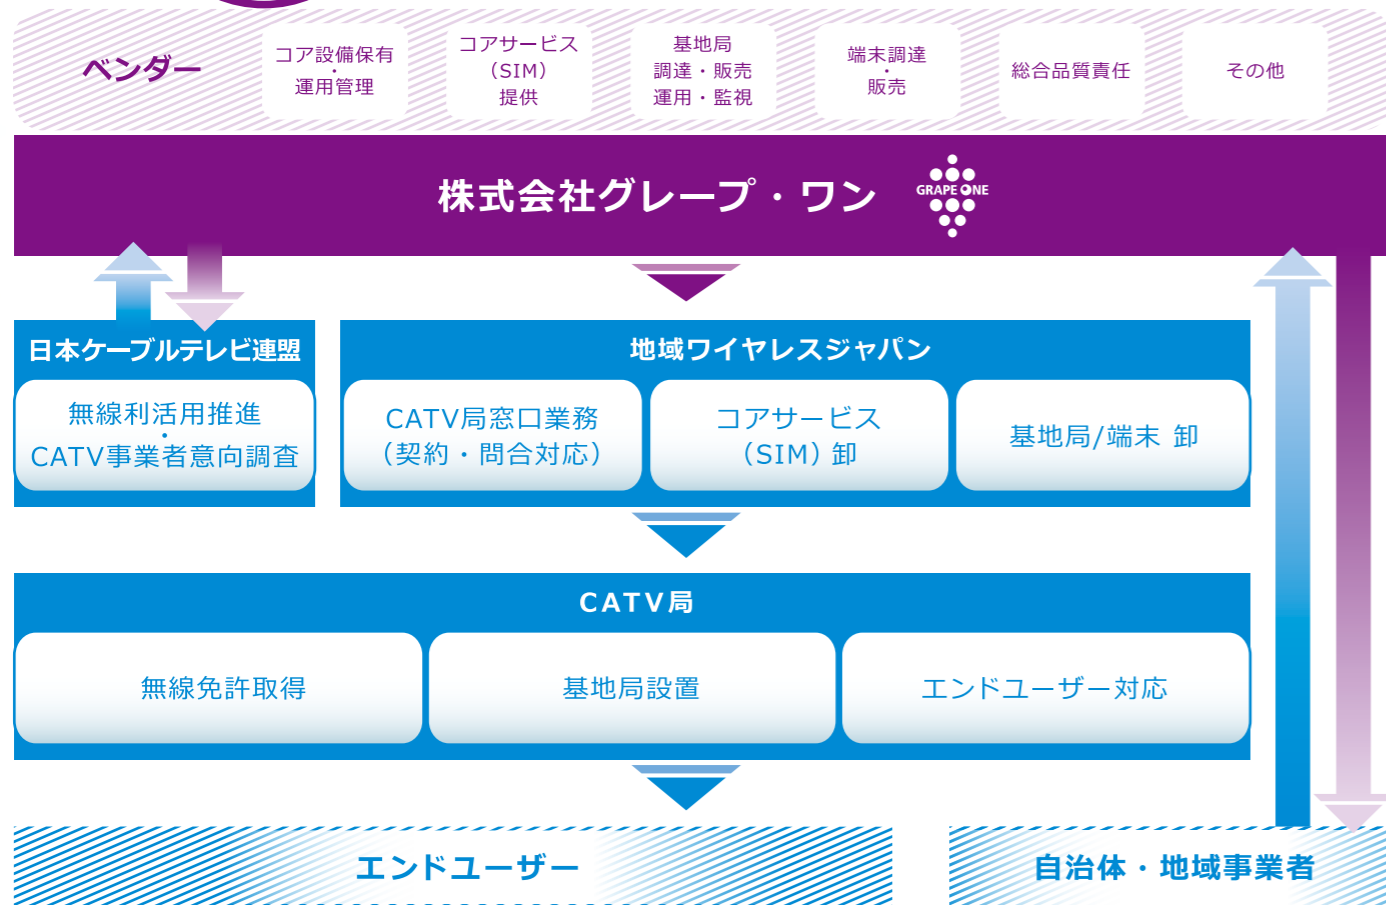 ベンダー
コア設備保有
・
運用管理
コアサービス
（SIM）
提供
基地局
調達・販売
運用・監視
端末調達
・
販売
総合品質責任
その他
株式会社グレープ・ワン
GRAPE ONE
日本ケーブルテレビ連盟
無線利活用推進
・
CATV事業者意向調査
地域ワイヤレスジャパン
CATV局窓口業務
（契約・問合対応）
コアサービス
（SIM）卸
基地局/端末 卸
CATV局
無線免許取得
基地局設置
エンドユーザー対応
エンドユーザー
自治体・地域事業者